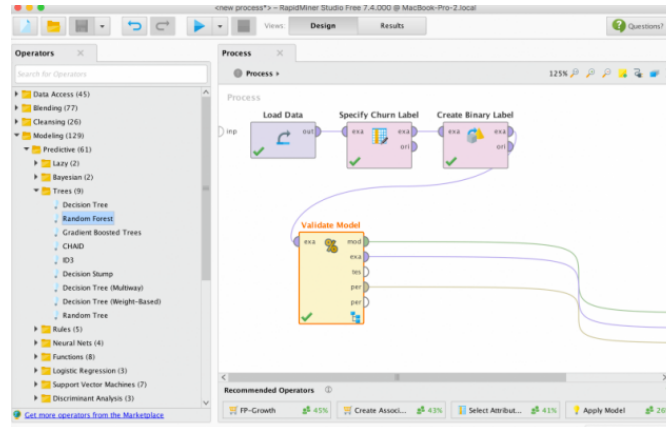 <new process*> – RapidMiner Studio Free 7.4.000 @ MacBook-Pro-2.local
Views: Design Results Questions?
Operators
Search for Operators
Data Access (45)
Blending (77)
Cleansing (26)
Modeling (129)
Predictive (61)
Lazy (2)
Bayesian (2)
Trees (9)
Decision Tree
Random Forest
Gradient Boosted Trees
CHAID
ID3
Decision Stump
Decision Tree (Multiway)
Decision Tree (Weight-Based)
Random Tree
Rules (5)
Neural Nets (4)
Functions (8)
Logistic Regression (3)
Support Vector Machines (7)
Discriminant Analysis (3)
Get more operators from the Marketplace
Process
Process
125%
Process
Load Data Specify Churn Label Create Binary Label
inp out exa exa exa exa
ori ori
Validate Model
exa mod
exa
tes
per
per
Recommended Operators
FP-Growth 45% Create Associ... 43% Select Attribut... 41% Apply Model 26